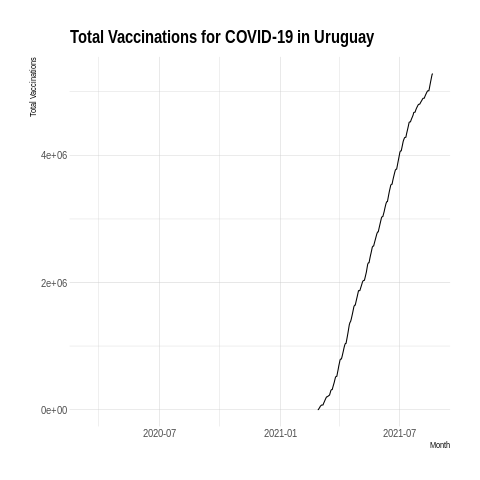 Total Vaccinations for COVID-19 in Uruguay
Total Vaccinations
4e+06
2e+06
0e+00
2020-07 2021-01 2021-07
Month